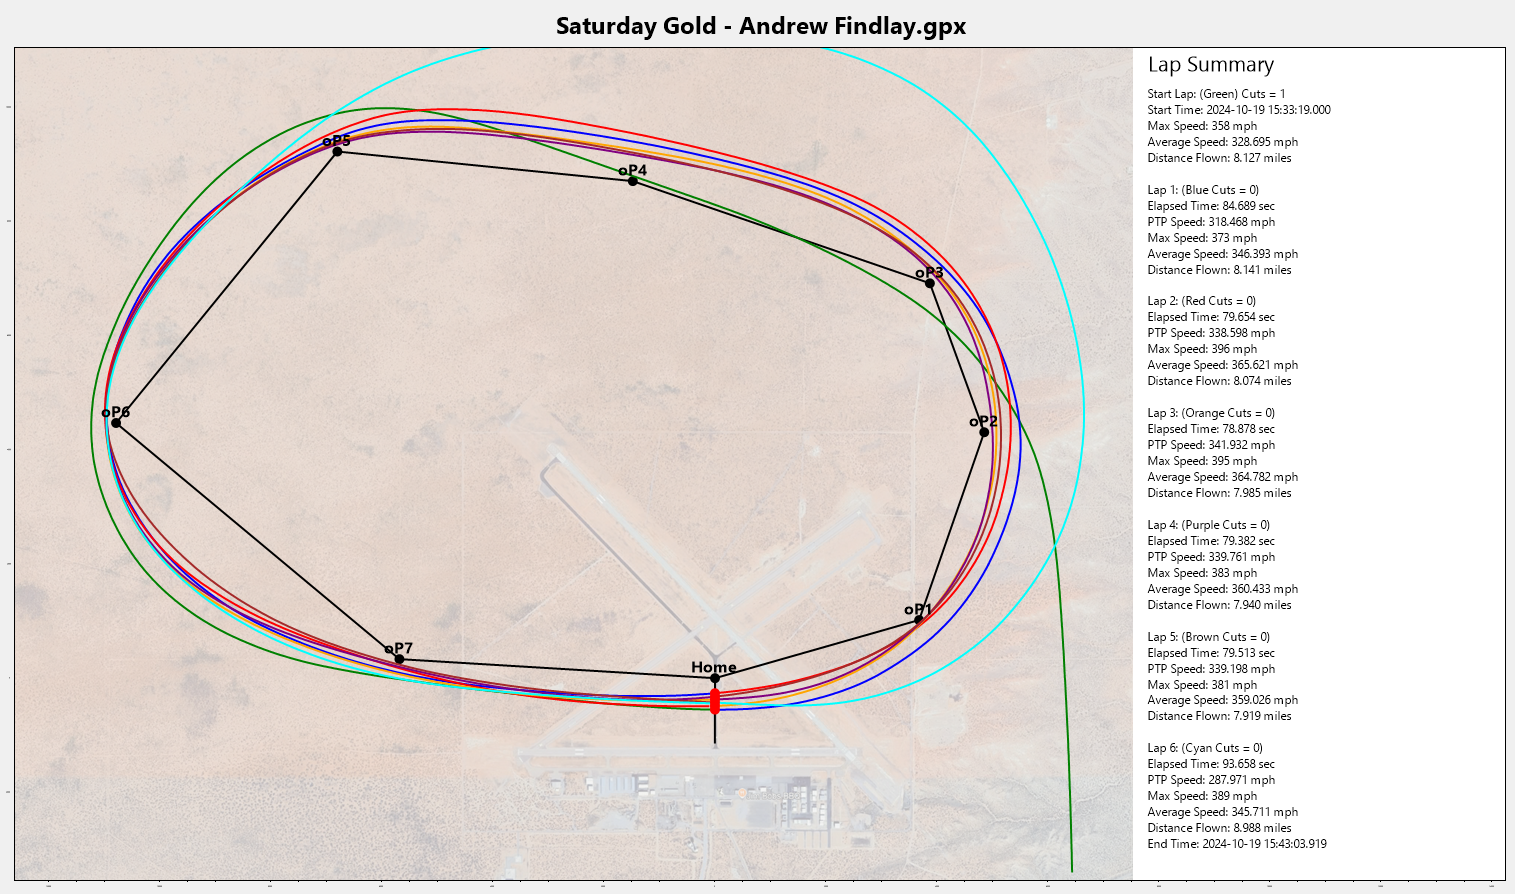 Saturday Gold - Andrew Findlay.gpx
Lap Summary
Start Lap: (Green) Cuts = 1
Start Time: 2024-10-19 15:33:19.000
Max Speed: 358 mph
Average Speed: 328.695 mph
Distance Flown: 8.127 miles
Lap 1: (Blue Cuts = 0)
Elapsed Time: 84.689 sec
PTP Speed: 318.468 mph
Max Speed: 373 mph
Average Speed: 346.393 mph
Distance Flown: 8.141 miles
Lap 2: (Red Cuts = 0)
Elapsed Time: 79.654 sec
PTP Speed: 338.598 mph
Max Speed: 396 mph
Average Speed: 365.621 mph
Distance Flown: 8.074 miles
Lap 3: (Orange Cuts = 0)
Elapsed Time: 78.878 sec
PTP Speed: 341.932 mph
Max Speed: 395 mph
Average Speed: 364.782 mph
Distance Flown: 7.985 miles
Lap 4: (Purple Cuts = 0)
Elapsed Time: 79.382 sec
PTP Speed: 339.761 mph
Max Speed: 383 mph
Average Speed: 360.433 mph
Distance Flown: 7.940 miles
Lap 5: (Brown Cuts = 0)
Elapsed Time: 79.513 sec
PTP Speed: 339.198 mph
Max Speed: 381 mph
Average Speed: 359.026 mph
Distance Flown: 7.919 miles
Lap 6: (Cyan Cuts = 0)
Elapsed Time: 93.658 sec
PTP Speed: 287.971 mph
Max Speed: 389 mph
Average Speed: 345.711 mph
Distance Flown: 8.988 miles
End Time: 2024-10-19 15:43:03.919
oP5
oP4
oP3
oP6
oP2
oP1
oP7
Home